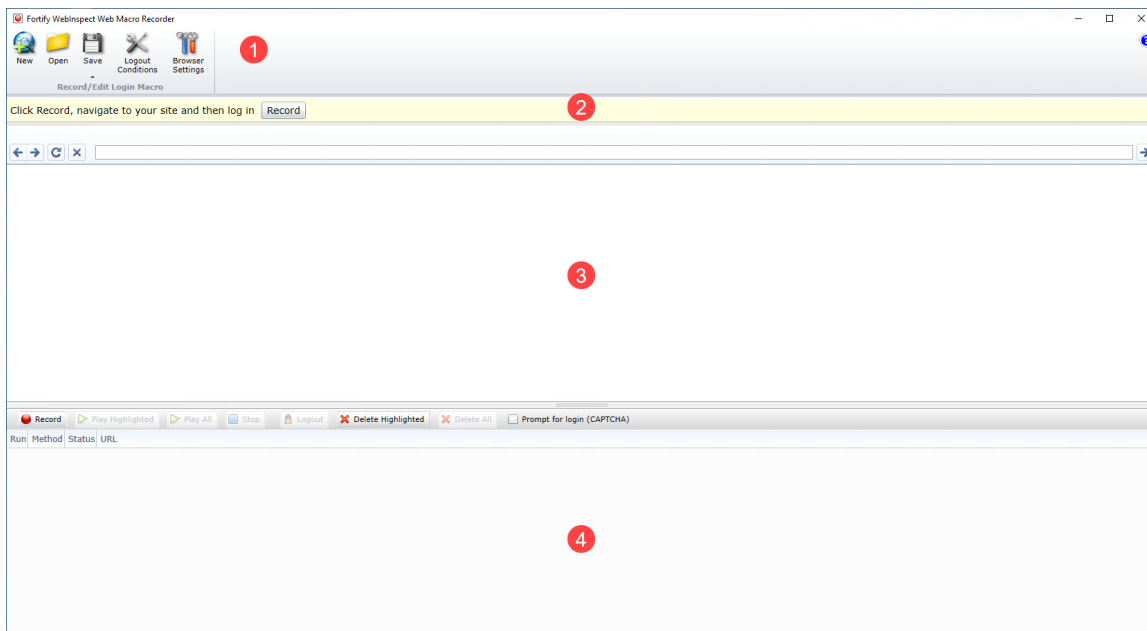 Fortify WebInspect Web Macro Recorder
New Open Save Logout Conditions Browser Settings
1
Record/Edit Login Macro
Click Record, navigate to your site and then log in Record
2
3
Record Play Highlighted Play All Stop Logout Delete Highlighted Delete All Prompt for login (CAPTCHA)
Run Method Status URL
4